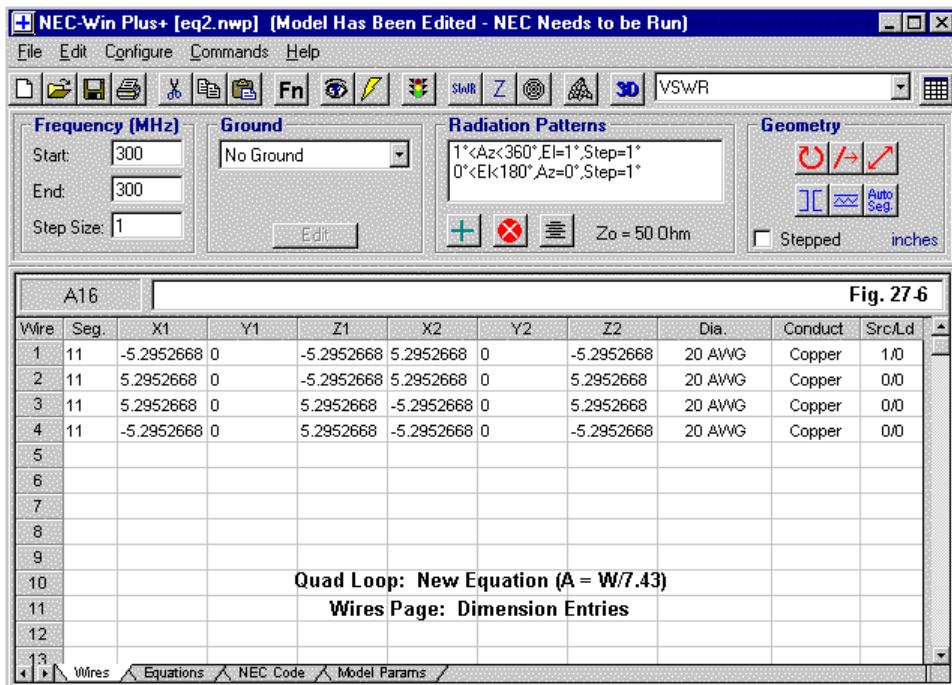 NEC-Win Plus+ [eq2.nwp] (Model Has Been Edited - NEC Needs to be Run)
File Edit Configure Commands Help
Fn SWR Z 3D VSWR
Frequency (MHz)
Start: 300
End: 300
Step Size: 1
Ground
No Ground
Edit
Radiation Patterns
1°<Az<360°,El=1°,Step=1°
0°<El<180°,Az=0°,Step=1°
Zo = 50 Ohm
Geometry
Auto
Seg.
Stepped inches
A16 Fig. 27-6
Wire Seg. X1 Y1 Z1 X2 Y2 Z2 Dia. Conduct Src/Ld
1 11 -5.2952668 0 -5.2952668 5.2952668 0 -5.2952668 20 AWG Copper 1/0
2 11 5.2952668 0 -5.2952668 5.2952668 0 5.2952668 20 AWG Copper 0/0
3 11 5.2952668 0 5.2952668 -5.2952668 0 5.2952668 20 AWG Copper 0/0
4 11 -5.2952668 0 5.2952668 -5.2952668 0 -5.2952668 20 AWG Copper 0/0
5
6
7
8
9
10 Quad Loop: New Equation (A = W/7.43)
11 Wires Page: Dimension Entries
12
13
Wires Equations NEC Code Model Params